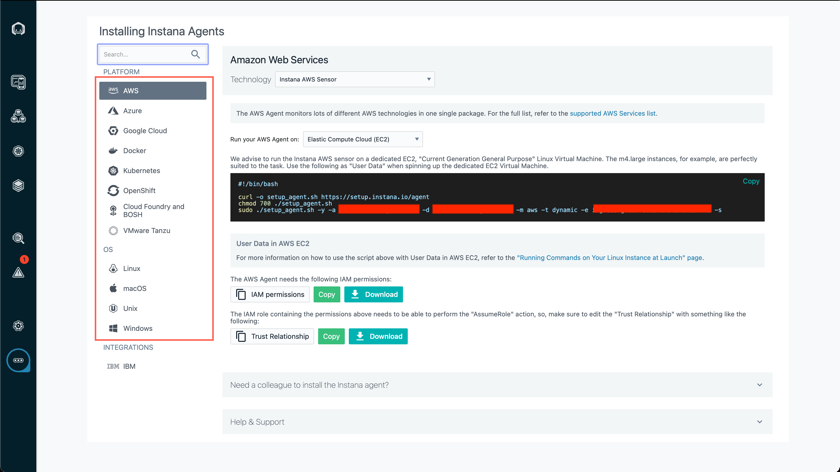 Installing Instana Agents
Search...
PLATFORM
AWS
Azure
Google Cloud
Docker
Kubernetes
OpenShift
Cloud Foundry and
BOSH
VMware Tanzu
OS
1
Linux
macOS
Unix
Windows
INTEGRATIONS
IBM IBM
Amazon Web Services
Technology Instana AWS Sensor
The AWS Agent monitors lots of different AWS technologies in one single package. For the full list, refer to the supported AWS Services list.
Run your AWS Agent on: Elastic Compute Cloud (EC2)
We advise to run the Instana AWS sensor on a dedicated EC2, "Current Generation General Purpose" Linux Virtual Machine. The m4.large instances, for example, are perfectly
suited to the task. Use the following as "User Data" when spinning up the dedicated EC2 Virtual Machine.
Copy
#!/bin/bash
curl -o setup_agent.sh https://setup.instana.io/agent
chmod 700 ./setup_agent.sh
sudo ./setup_agent.sh -y -a -d -m aws -t dynamic -e -s
User Data in AWS EC2
For more information on how to use the script above with User Data in AWS EC2, refer to the "Running Commands on Your Linux Instance at Launch" page.
The AWS Agent needs the following IAM permissions:
IAM permissions Copy Download
The IAM role containing the permissions above needs to be able to perform the "AssumeRole" action, so, make sure to edit the "Trust Relationship" with something like the
following:
Trust Relationship Copy Download
Need a colleague to install the Instana agent?
Help & Support